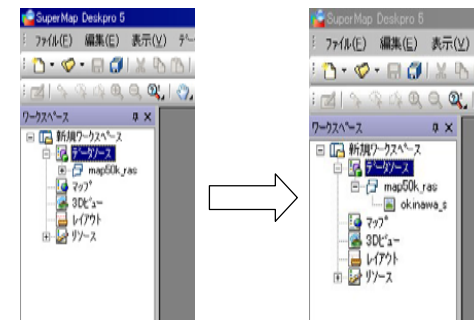 SuperMap Deskpro 5
ファイル(F) 編集(E) 表示(V) デー
ワークスペース
新規ワークスペース
データソース
map50k_ras
マップ
3Dビュー
レイアウト
リソース
SuperMap Deskpro 5
ファイル(F) 編集(E) 表示(V)
ワークスペース
新規ワークスペース
データソース
map50k_ras
okinawa_s
マップ
3Dビュー
レイアウト
リソース